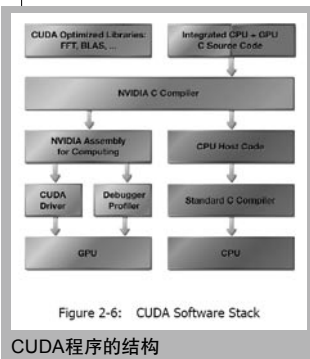 CUDA Optimized Libraries:
FFT, BLAS, ...
Integrated CPU + GPU
C Source Code
NVIDIA C Compiler
NVIDIA Assembly
for Computing
CPU Host Code
CUDA
Driver
Debugger
Profiler
Standard C Compiler
GPU
CPU
Figure 2-6: CUDA Software Stack
CUDA程序的结构